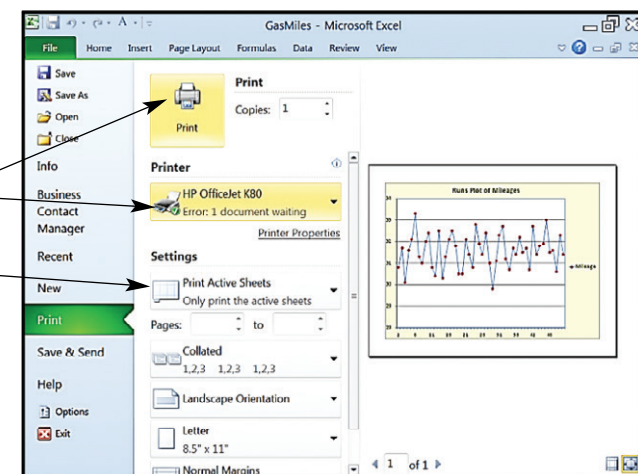 GasMiles - Microsoft Excel
File Home Insert Page Layout Formulas Data Review View
Save
Save As
Open
Close
Info
Business
Contact
Manager
Recent
New
Print
Save & Send
Help
Options
Exit
Print
Print
Copies: 1
Printer
HP OfficeJet K80
Error: 1 document waiting
Printer Properties
Settings
Print Active Sheets
Only print the active sheets
Pages: to
Collated
1,2,3 1,2,3 1,2,3
Landscape Orientation
Letter
8.5" x 11"
Normal Margins
Runs Plot of Mileages
Mileage
1 of 1